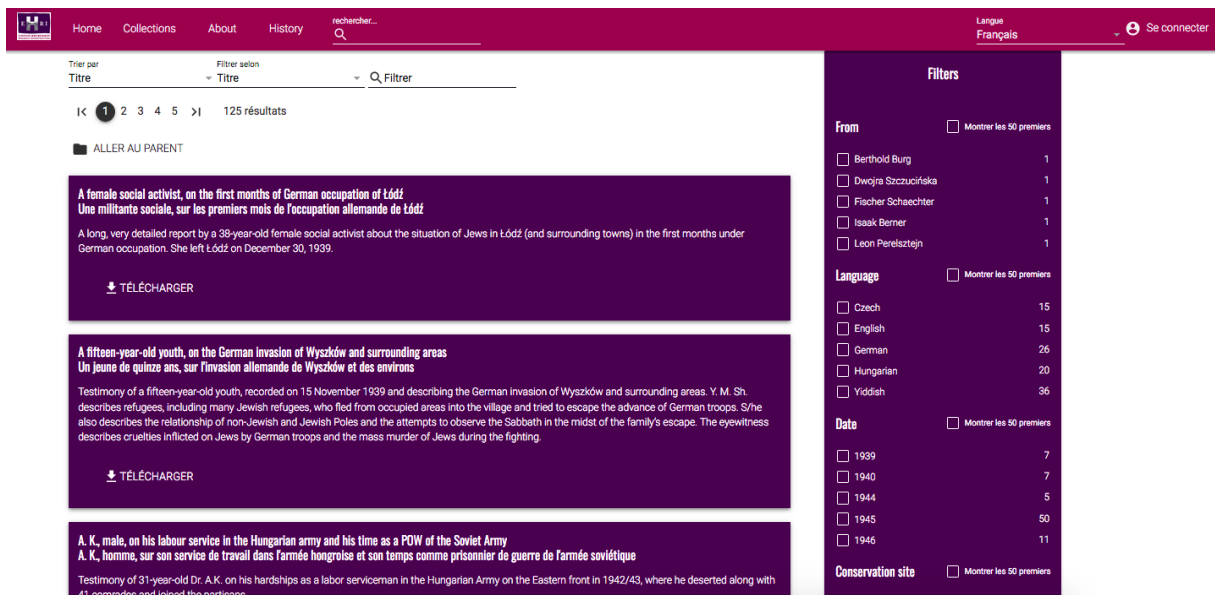 EHRI
Home Collections About History rechercher... Langue Français Se connecter
Trier par Filtrer selon
Titre Titre Filtrer
1 2 3 4 5 125 résultats
ALLER AU PARENT
A female social activist, on the first months of German occupation of Łódź
Une militante sociale, sur les premiers mois de l'occupation allemande de Łódź
A long, very detailed report by a 38-year-old female social activist about the situation of Jews in Łódź (and surrounding towns) in the first months under
German occupation. She left Łódź on December 30, 1939.
TÉLÉCHARGER
A fifteen-year-old youth, on the German invasion of Wyszków and surrounding areas
Un jeune de quinze ans, sur l'invasion allemande de Wyszków et des environs
Testimony of a fifteen-year-old youth, recorded on 15 November 1939 and describing the German invasion of Wyszków and surrounding areas. Y. M. Sh.
describes refugees, including many Jewish refugees, who fled from occupied areas into the village and tried to escape the advance of German troops. S/he
also describes the relationship of non-Jewish and Jewish Poles and the attempts to observe the Sabbath in the midst of the family's escape. The eyewitness
describes cruelties inflicted on Jews by German troops and the mass murder of Jews during the fighting.
TÉLÉCHARGER
A. K., male, on his labour service in the Hungarian army and his time as a POW of the Soviet Army
A. K., homme, sur son service de travail dans l'armée hongroise et son temps comme prisonnier de guerre de l'armée soviétique
Testimony of 31-year-old Dr. A.K. on his hardships as a labor serviceman in the Hungarian Army on the Eastern front in 1942/43, where he deserted along with
41 comrades and joined the partisans.
Filters
From Montrer les 50 premiers
Berthold Burg 1
Dwojra Szczucińska 1
Fischer Schaechter 1
Isaak Berner 1
Leon Perelsztejn 1
Language Montrer les 50 premiers
Czech 15
English 15
German 26
Hungarian 20
Yiddish 36
Date Montrer les 50 premiers
1939 7
1940 7
1944 5
1945 50
1946 11
Conservation site Montrer les 50 premiers